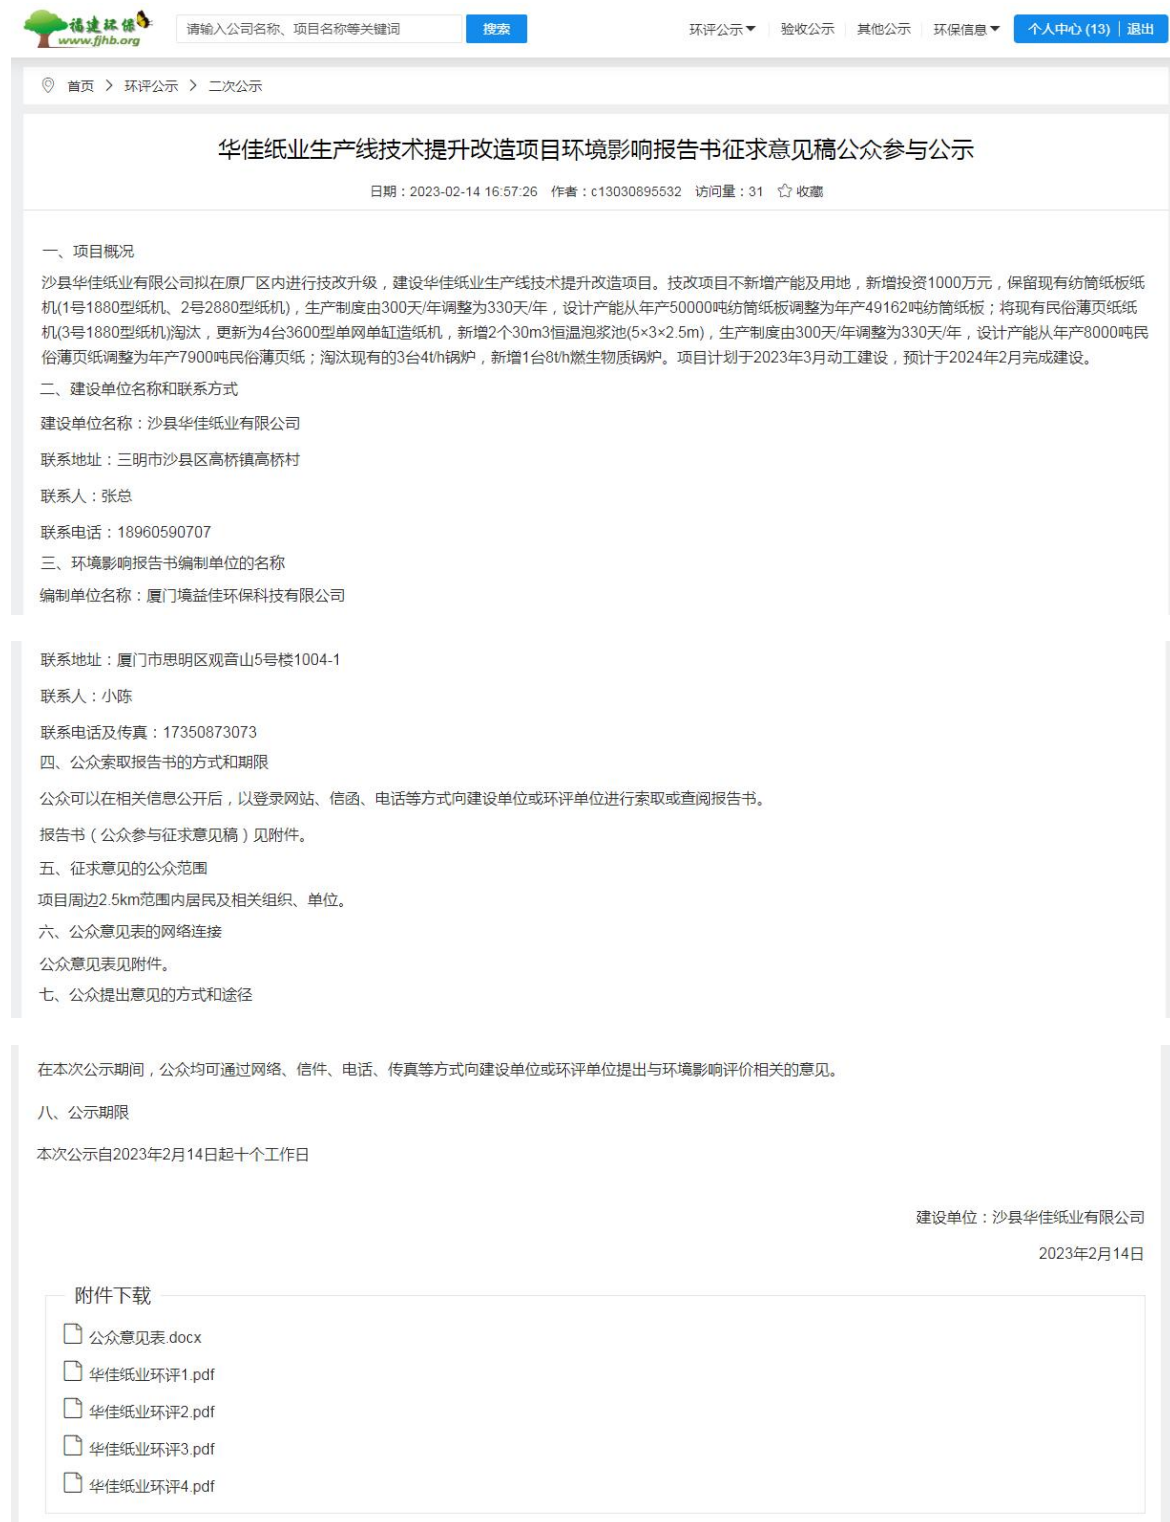 福建环保
www.fjhb.org
请输入公司名称、项目名称等关键词
搜索
环评公示
验收公示
其他公示
环保信息
个人中心 (13) | 退出
首页 > 环评公示 > 二次公示
华佳纸业生产线技术提升改造项目环境影响报告书征求意见稿公众参与公示
日期：2023-02-14 16:57:26 作者：c13030895532 访问量：31 收藏
一、项目概况
沙县华佳纸业有限公司拟在原厂区内进行技改升级，建设华佳纸业生产线技术提升改造项目。技改项目不新增产能及用地，新增投资1000万元，保留现有纺筒纸板纸
机(1号1880型纸机、2号2880型纸机)，生产制度由300天/年调整为330天/年，设计产能从年产50000吨纺筒纸板调整为年产49162吨纺筒纸板；将现有民俗薄页纸纸
机(3号1880型纸机)淘汰，更新为4台3600型单网单缸造纸机，新增2个30m3恒温泡浆池(5×3×2.5m)，生产制度由300天/年调整为330天/年，设计产能从年产8000吨民
俗薄页纸调整为年产7900吨民俗薄页纸；淘汰现有的3台4t/h锅炉，新增1台8t/h燃生物质锅炉。项目计划于2023年3月动工建设，预计于2024年2月完成建设。
二、建设单位名称和联系方式
建设单位名称：沙县华佳纸业有限公司
联系地址：三明市沙县区高桥镇高桥村
联系人：张总
联系电话：18960590707
三、环境影响报告书编制单位的名称
编制单位名称：厦门境益佳环保科技有限公司
联系地址：厦门市思明区观音山5号楼1004-1
联系人：小陈
联系电话及传真：17350873073
四、公众索取报告书的方式和期限
公众可以在相关信息公开后，以登录网站、信函、电话等方式向建设单位或环评单位进行索取或查阅报告书。
报告书（公众参与征求意见稿）见附件。
五、征求意见的公众范围
项目周边2.5km范围内居民及相关组织、单位。
六、公众意见表的网络连接
公众意见表见附件。
七、公众提出意见的方式和途径
在本次公示期间，公众均可通过网络、信件、电话、传真等方式向建设单位或环评单位提出与环境影响评价相关的意见。
八、公示期限
本次公示自2023年2月14日起十个工作日
建设单位：沙县华佳纸业有限公司
2023年2月14日
附件下载
公众意见表.docx
华佳纸业环评1.pdf
华佳纸业环评2.pdf
华佳纸业环评3.pdf
华佳纸业环评4.pdf